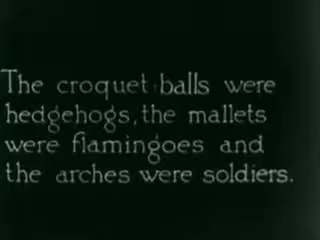 The croquet balls were
hedgehogs, the mallets
were flamingoes and
the arches were soldiers.